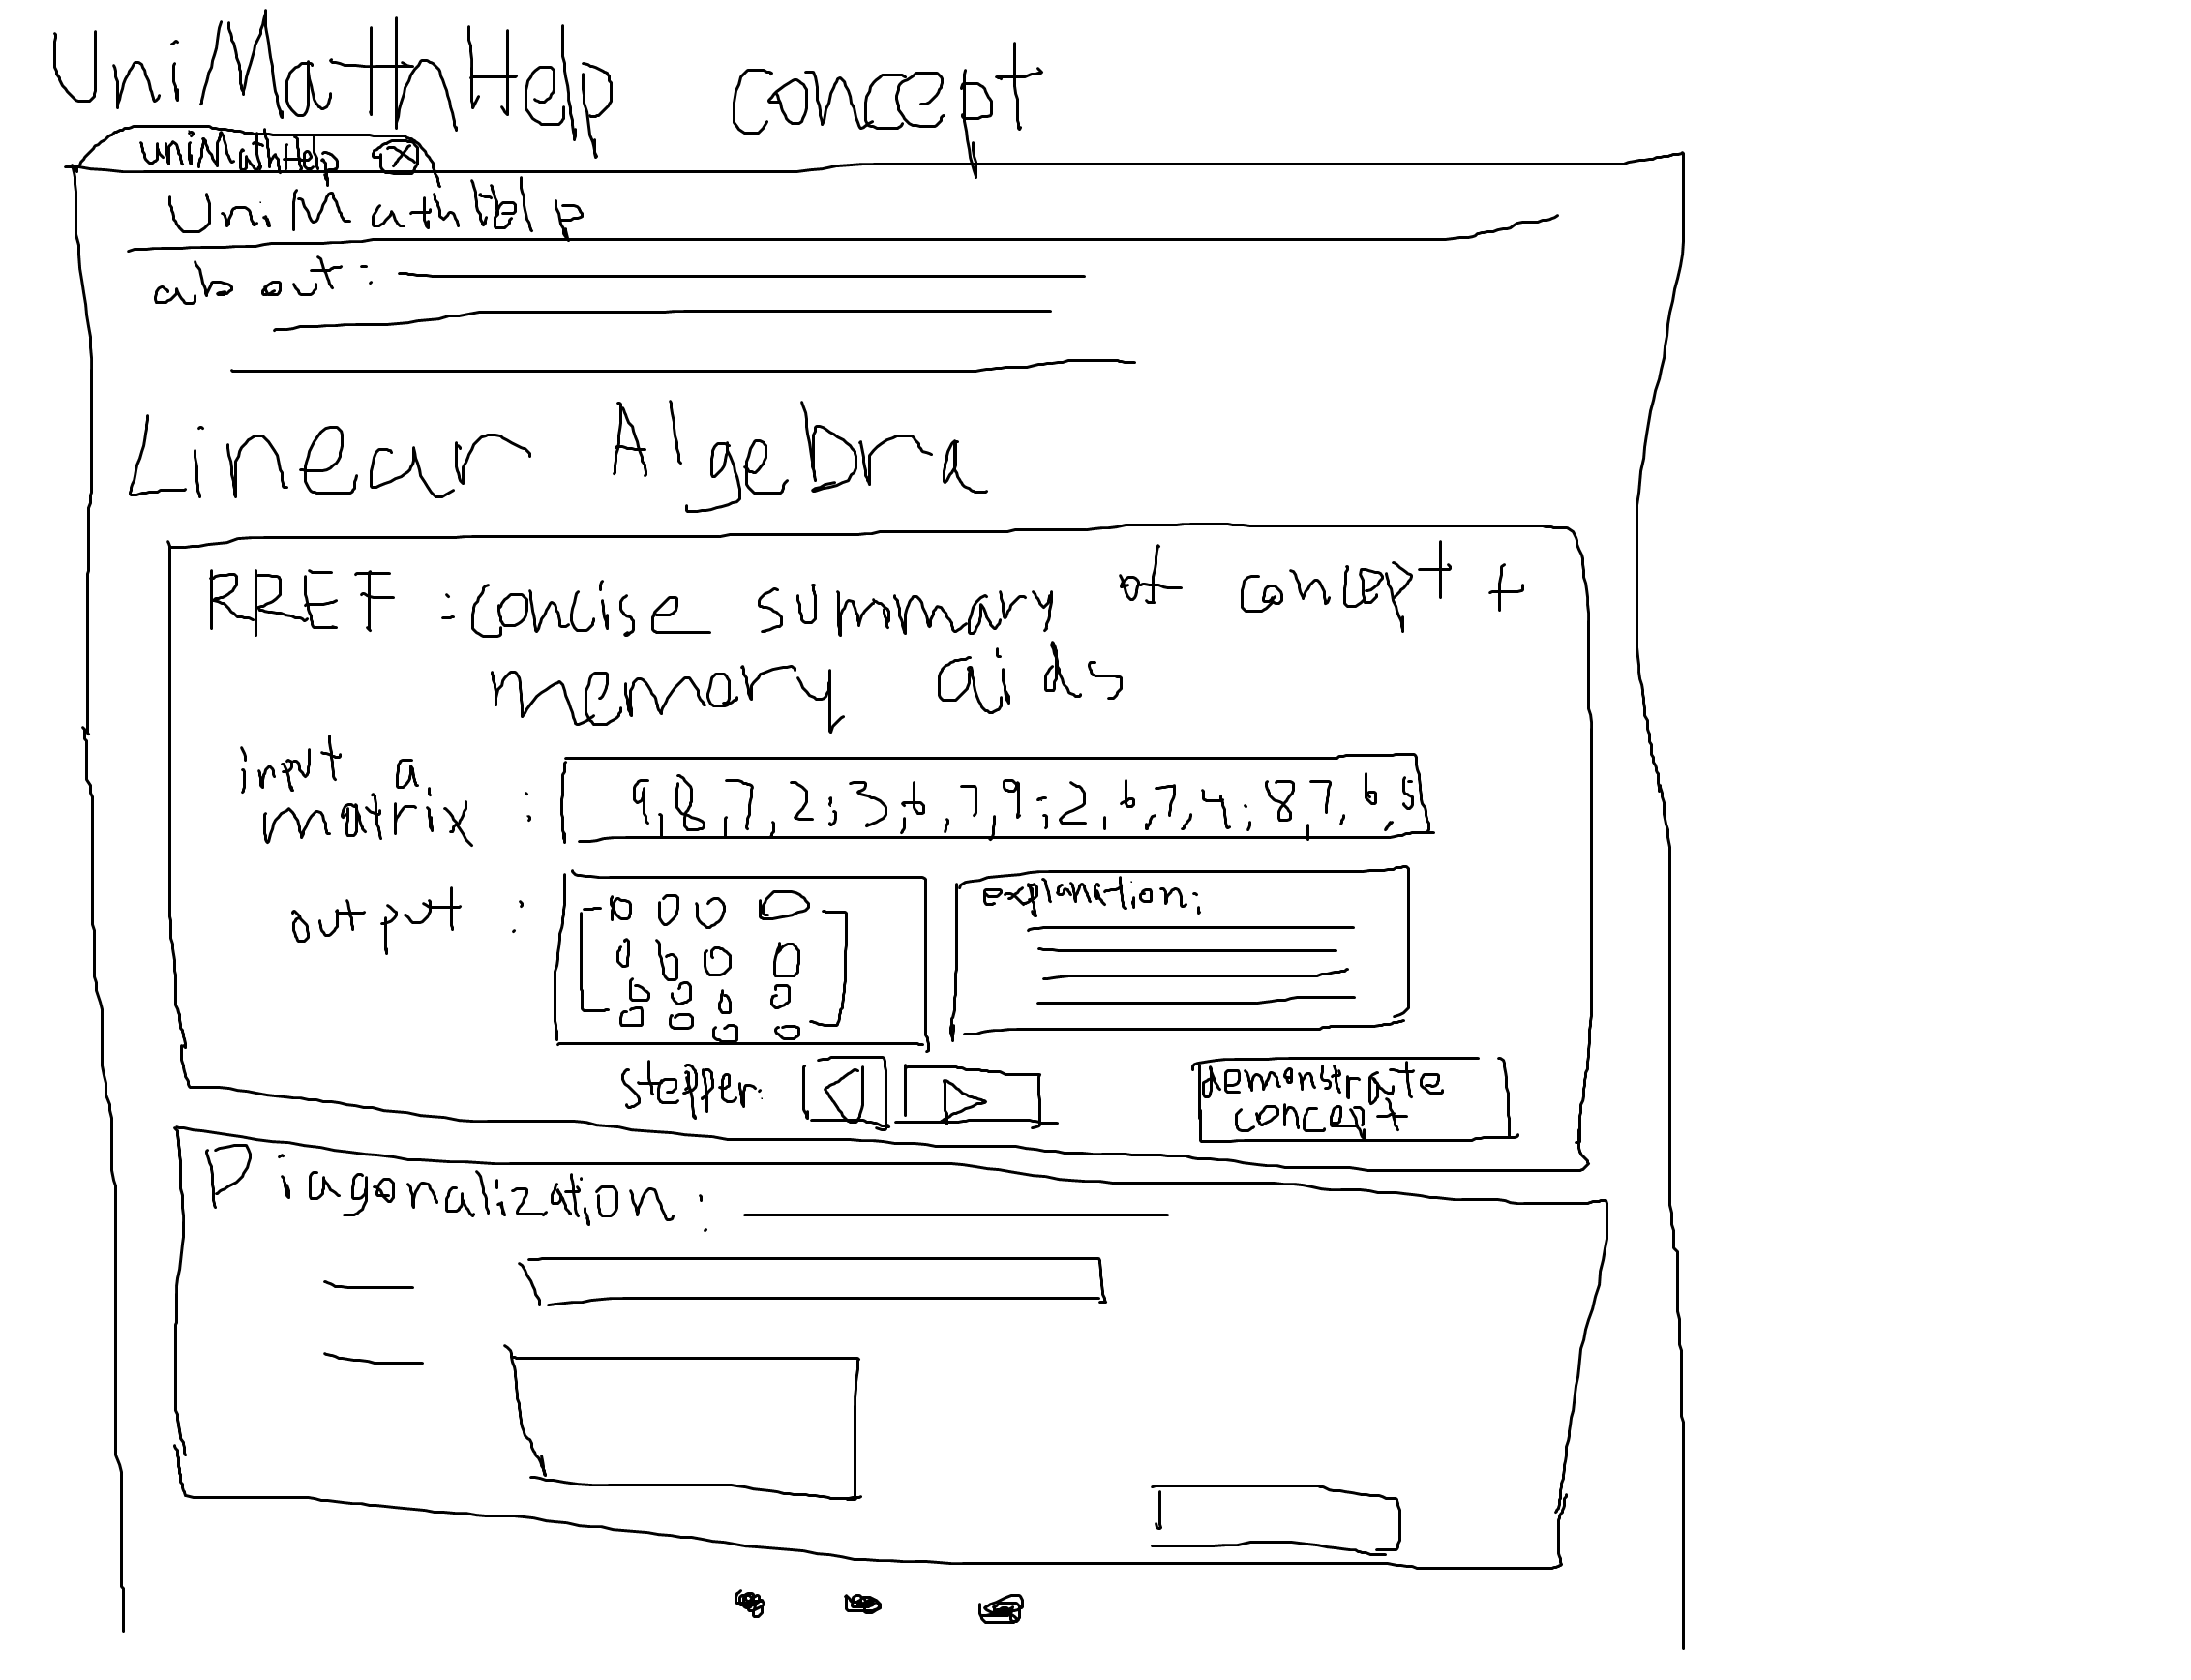 UniMathHelp concept
uniMathHelp x
UniMathHelp
about:
Linear Algebra
RREF : concise summary of concept +
memory aids
input a
matrix : 9,8,7,2;3,6,7,9;2,6,7,4;8,7,6,5
output :
explanation:
stepper:
demonstrate
concept
Diagonalization: